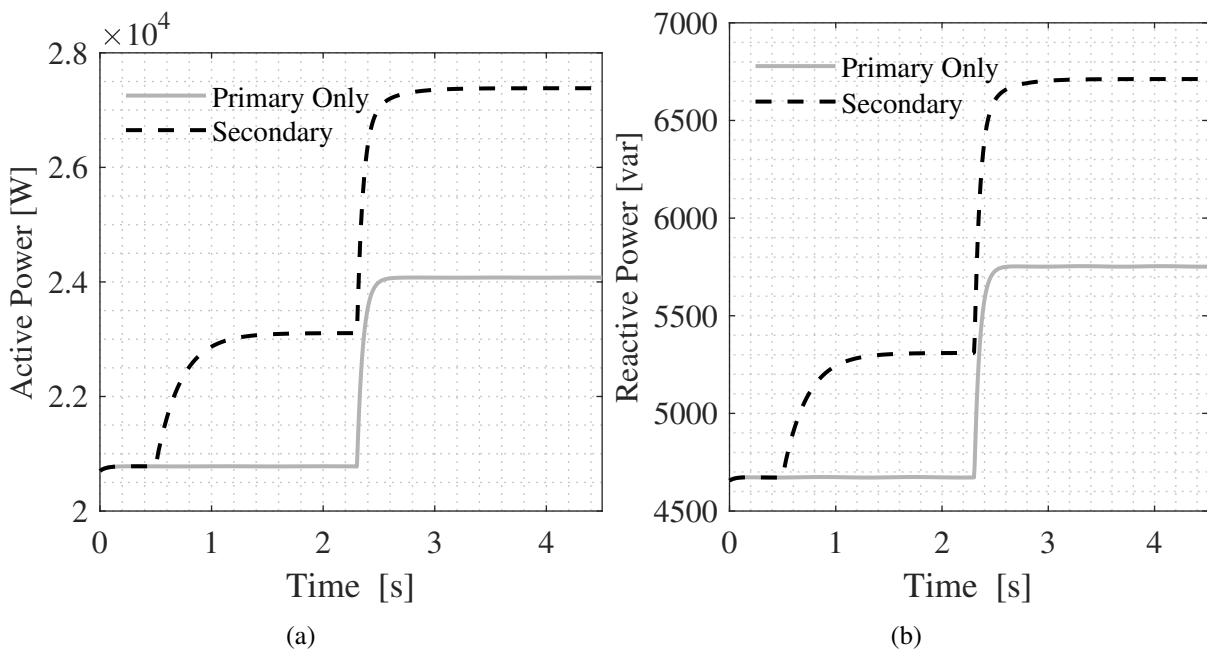 ×10⁴
2.8
2.6
2.4
2.2
2
Active Power [W]
Primary Only
Secondary
0
1
2
3
4
Time [s]
(a)
7000
6500
6000
5500
5000
4500
Reactive Power [var]
Primary Only
Secondary
0
1
2
3
4
Time [s]
(b)